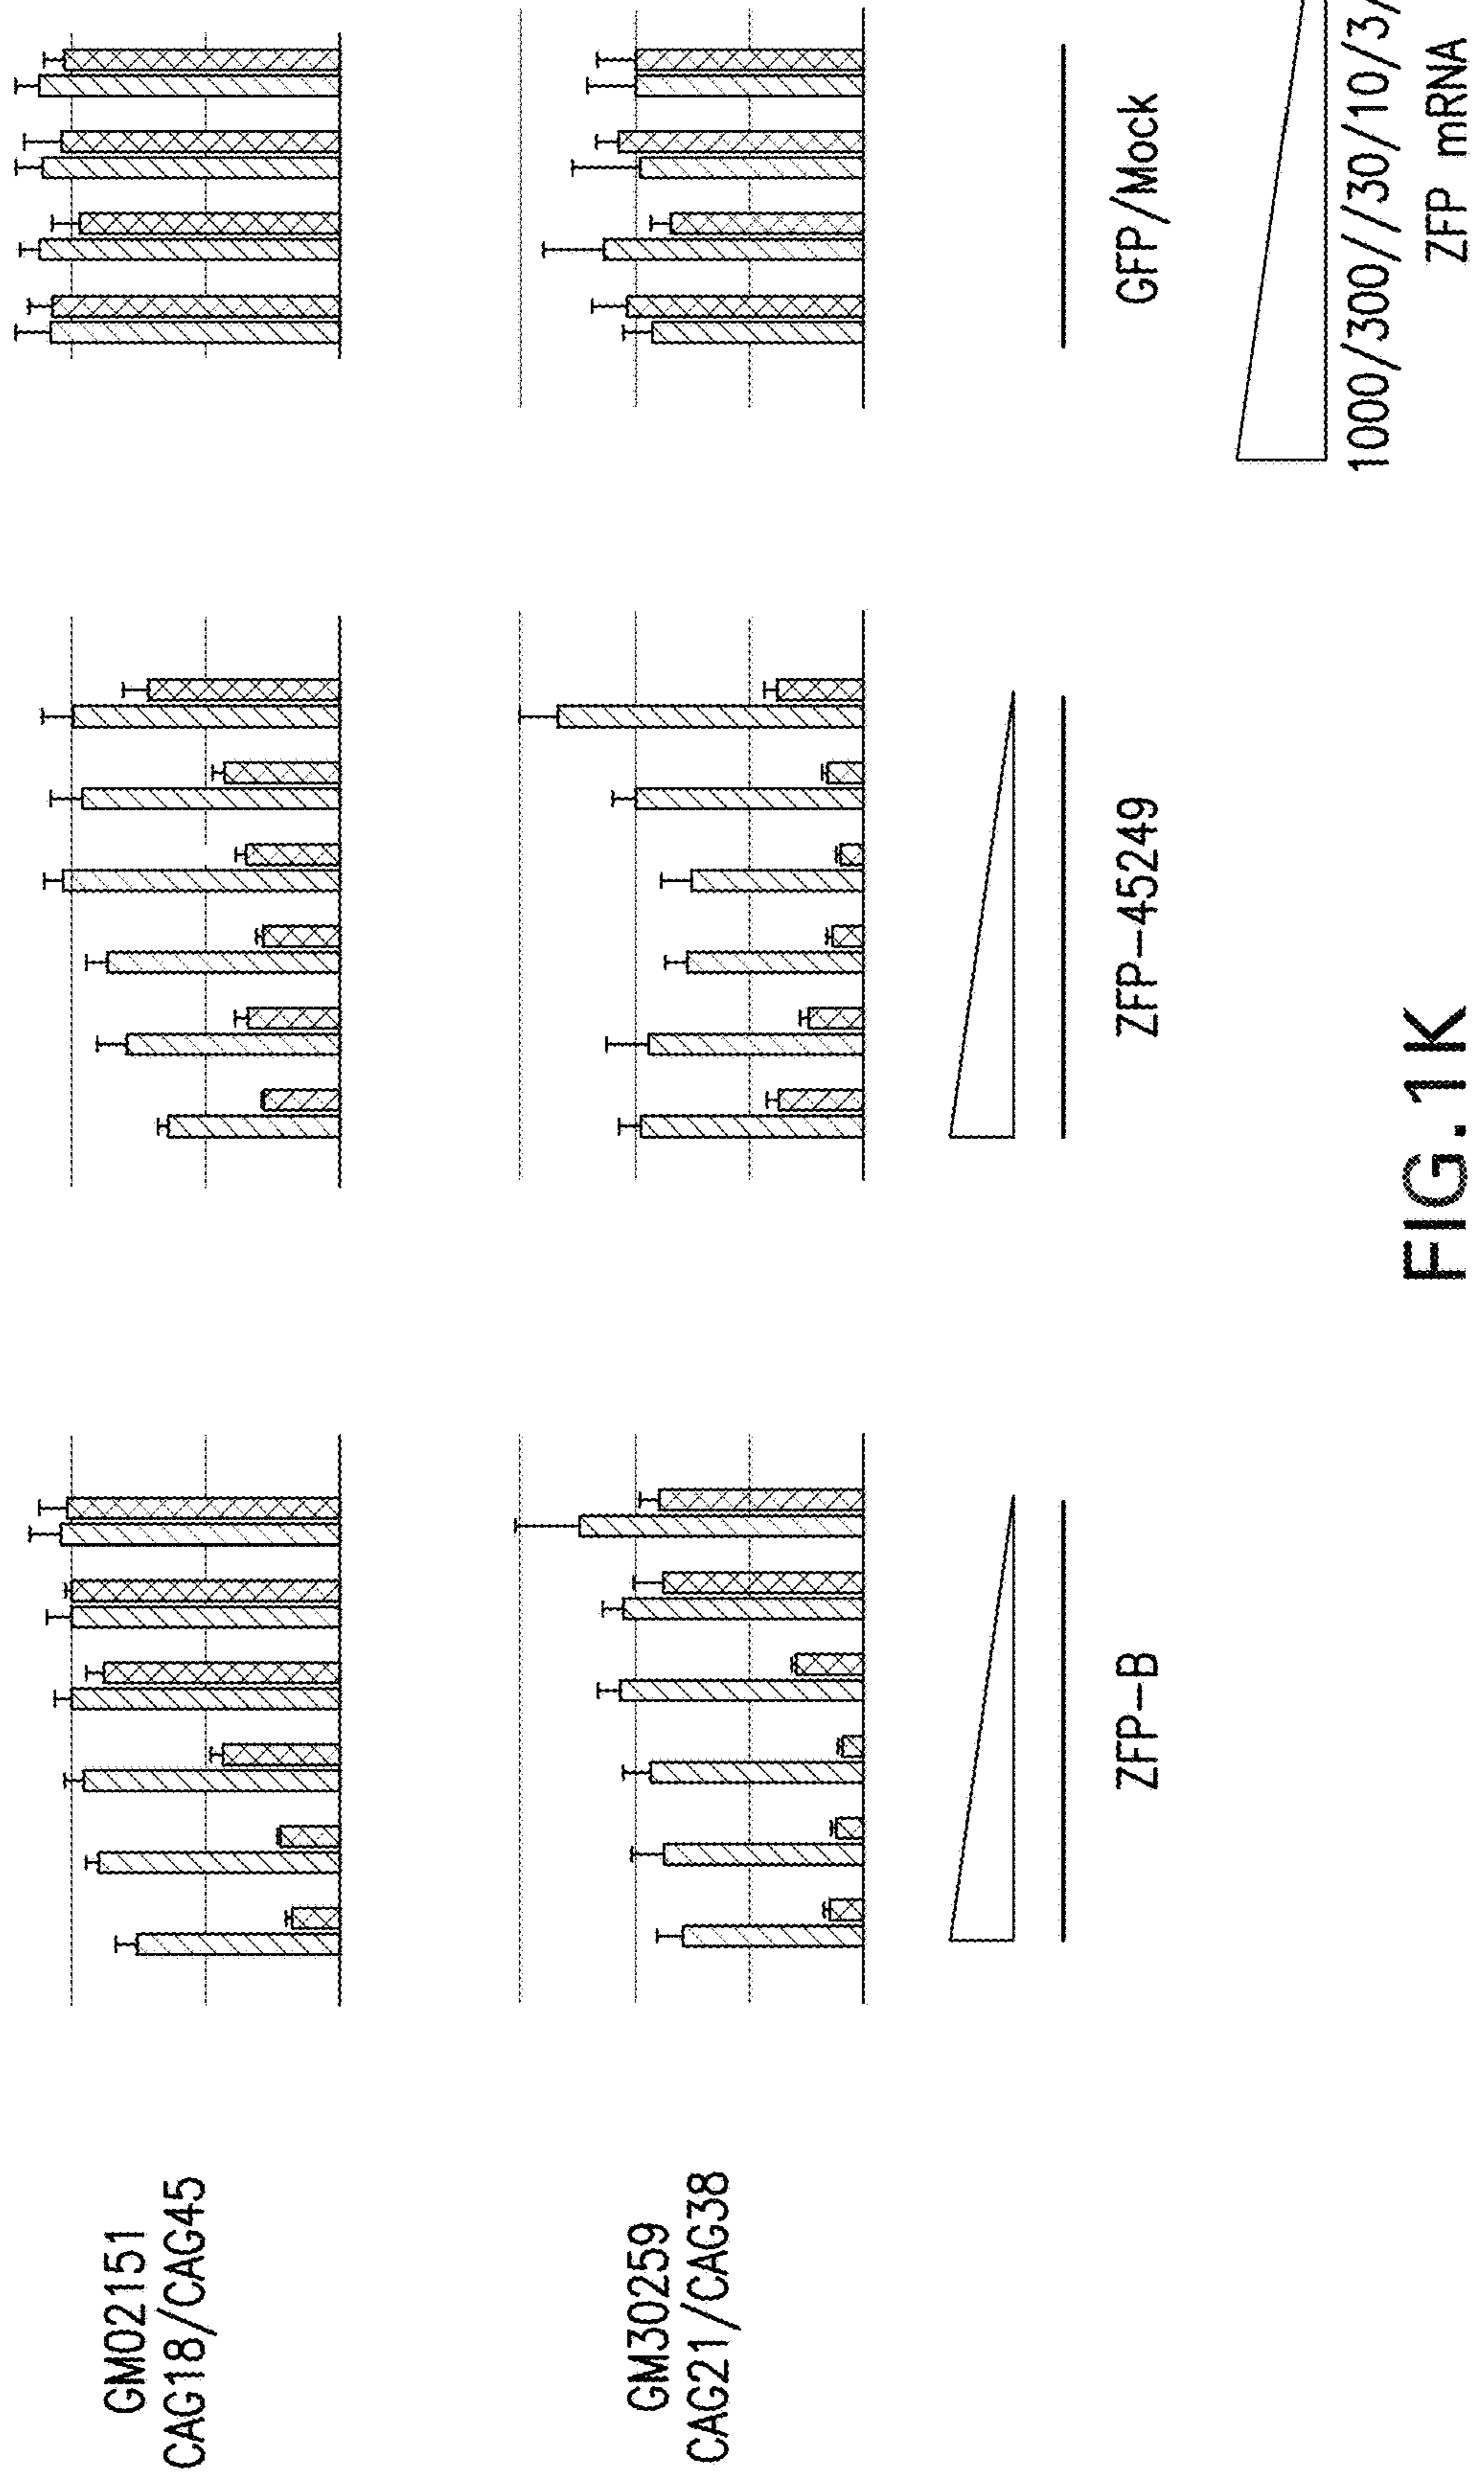 GM02151
CAG18/CAG45
GM30259
CAG21/CAG38
ZFP-B
ZFP-45249
GFP/Mock
1000/300//30/10/3/
ZFP mRNA
FIG. 1K